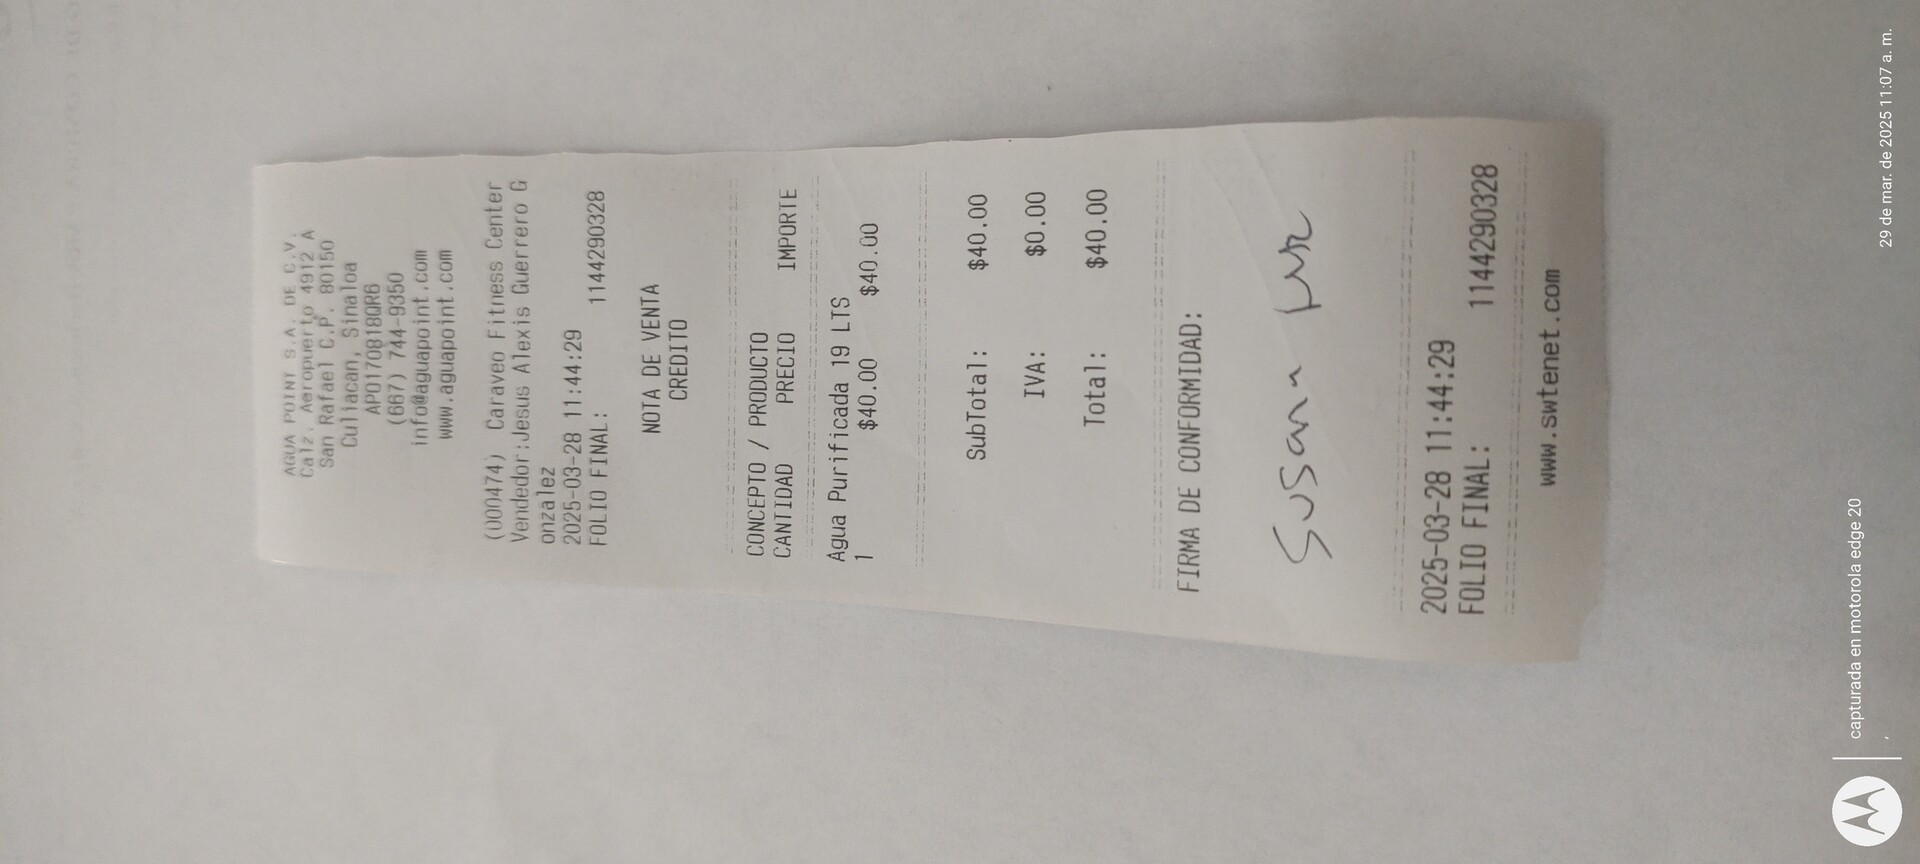 AGUA POINT S.A. DE C.V.
Calz. Aeropuerto 4912 A
San Rafael C.P. 80150
Culiacan, Sinaloa
APO170818QR6
(667) 744-9350
info@aguapoint.com
www.aguapoint.com
(000474) Caraveo Fitness Center
Vendedor:Jesus Alexis Guerrero G
onzalez
2025-03-28 11:44:29
FOLIO FINAL: 1144290328
NOTA DE VENTA
CREDITO
CONCEPTO / PRODUCTO
CANTIDAD PRECIO IMPORTE
Agua Purificada 19 LTS
1 $40.00 $40.00
SubTotal: $40.00
IVA: $0.00
Total: $40.00
FIRMA DE CONFORMIDAD:
Susana
2025-03-28 11:44:29
FOLIO FINAL: 1144290328
www.swtenet.com
capturada en motorola edge 20
29 de mar. de 2025 11:07 a. m.